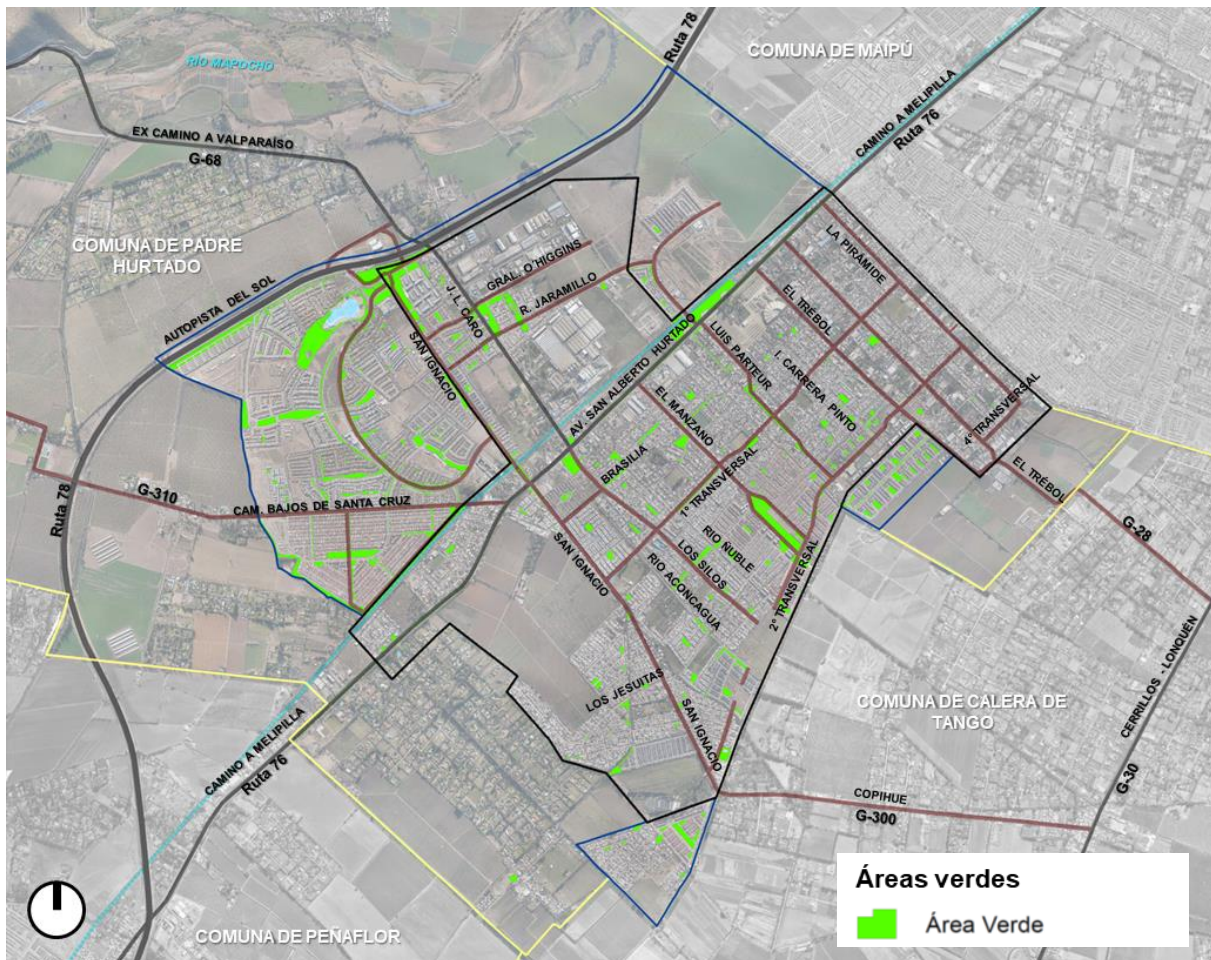 Ruta 78
COMUNA DE MAIPÚ
RÍO MAPOCHO
CAMINO A MELIPILLA
Ruta 76
EX CAMINO A VALPARAÍSO
G-68
COMUNA DE PADRE
HURTADO
LA PIRÁMIDE
GRAL. O'HIGGINS
J. L. CARO
R. JARAMILLO
AUTOPISTA DEL SOL
EL TRÉBOL
SAN IGNACIO
AV. SAN ALBERTO HURTADO
LUIS PARTEUR
I. CARRERA PINTO
EL MANZANO
4° TRANSVERSAL
BRASILIA
1° TRANSVERSAL
EL TRÉBOL
G-310
CAM. BAJOS DE SANTA CRUZ
Ruta 78
G-28
RIO ÑUBLE
LOS SILOS
SAN IGNACIO
RIO ACONCAGUA
2° TRANSVERSAL
LOS JESUITAS
COMUNA DE CALERA DE
TANGO
CERRILLOS - LONQUÉN
SAN IGNACIO
CAMINO A MELIPILLA
Ruta 76
G-30
COPIHUE
G-300
Áreas verdes
Área Verde
COMUNA DE PEÑAFLOR